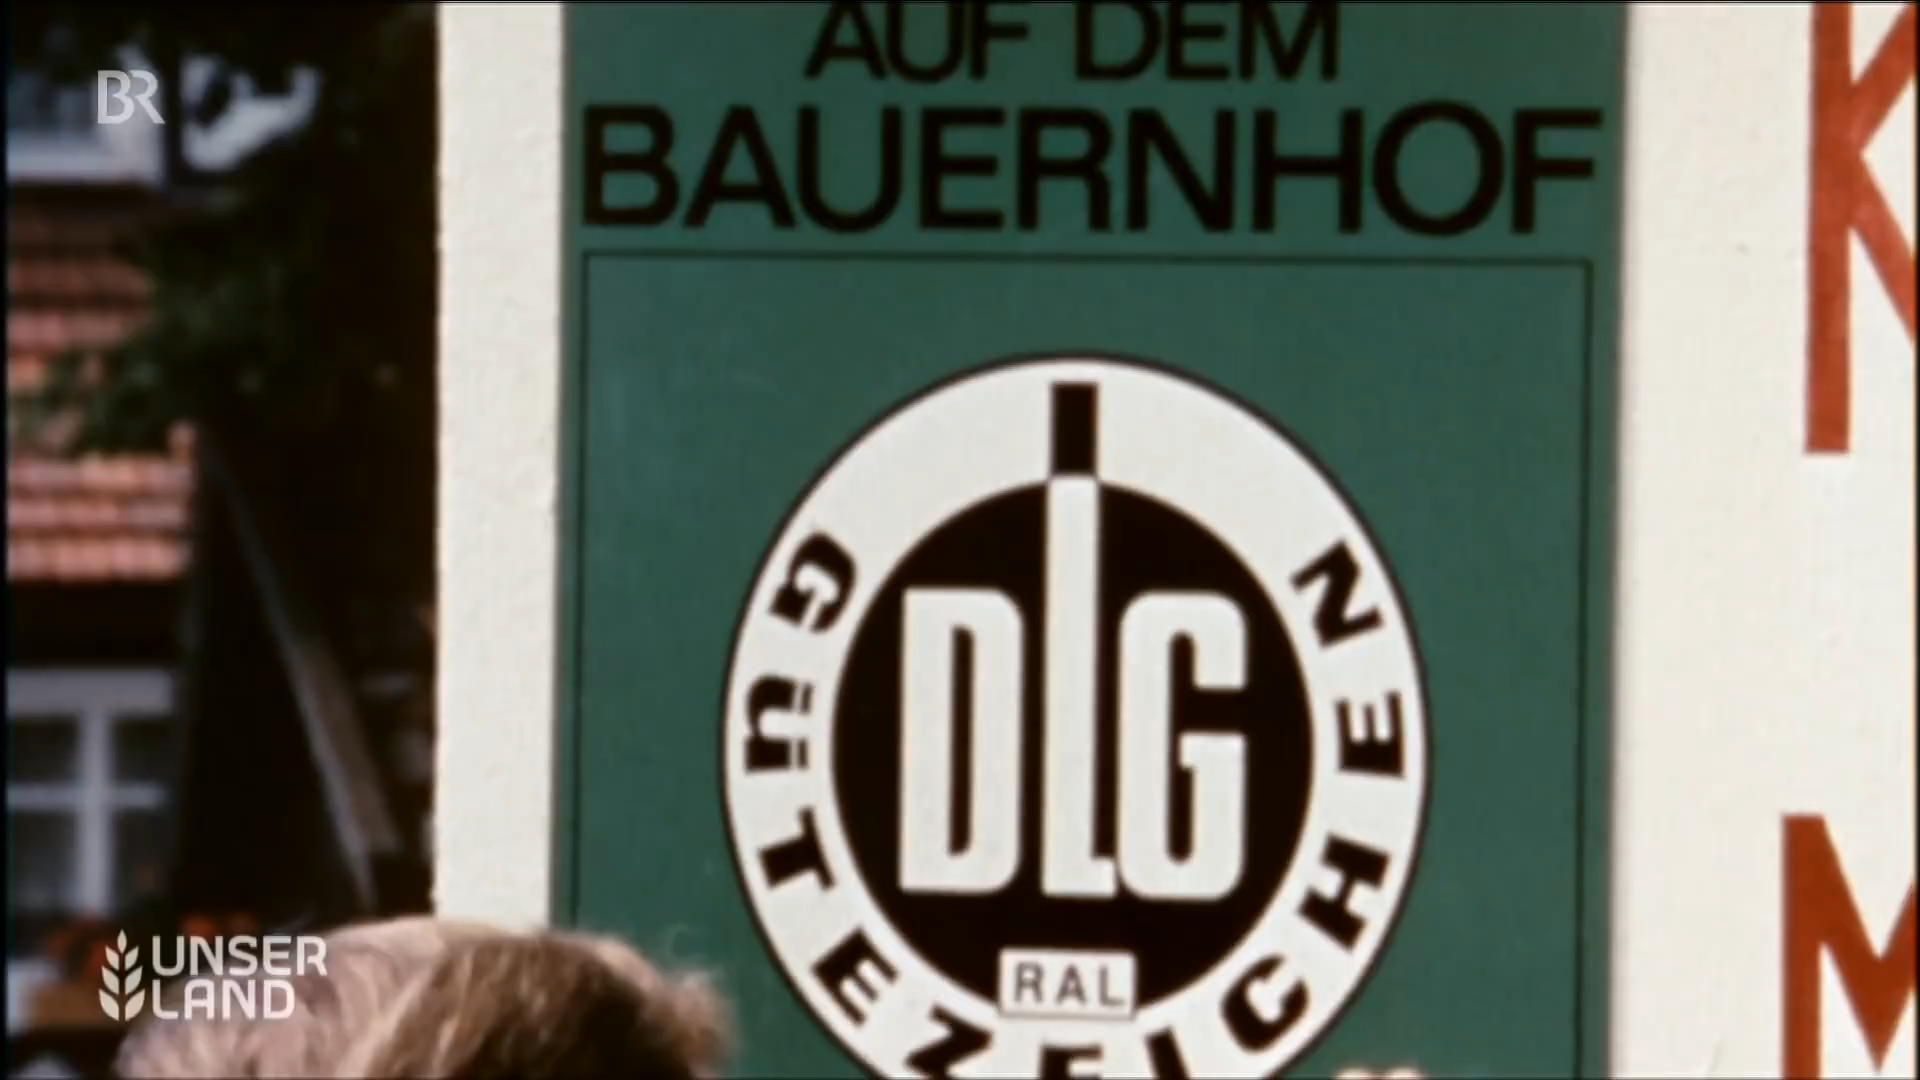 BR
AUF DEM
BAUERNHOF
K
GÜTEZEICHEN
DLG
RAL
M
UNSER
LAND